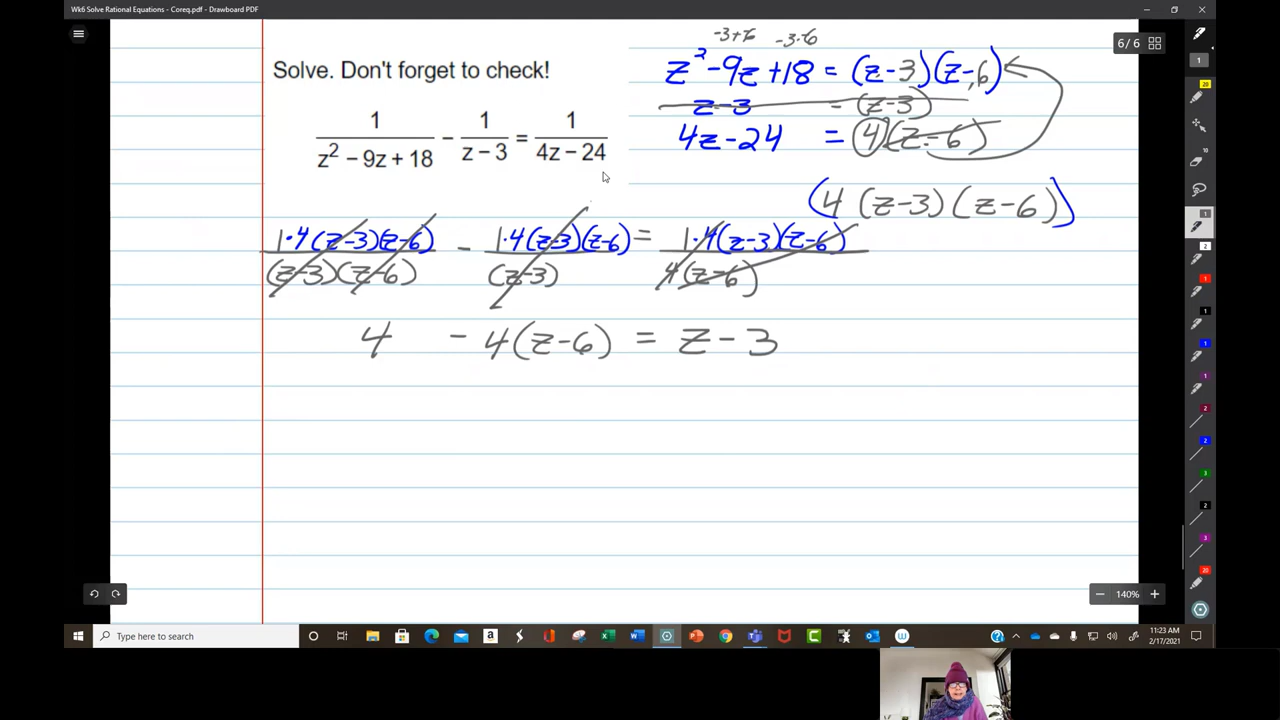 Wk6 Solve Rational Equations - Coreq.pdf - Drawboard PDF
6 / 6
Solve. Don't forget to check!
1/(z² − 9z + 18) − 1/(z − 3) = 1/(4z − 24)
-3+-6 -3·-6
z² -9z +18 = (z-3)(z-6)
z-3 = (z-3)
4z-24 = 4(z-6)
(4(z-3)(z-6))
1·4(z-3)(z-6)/(z-3)(z-6) - 1·4(z-3)(z-6)/(z-3) = 1·4(z-3)(z-6)/4(z-6)
4 - 4(z-6) = z-3
140%
Type here to search
11:23 AM
2/17/2021